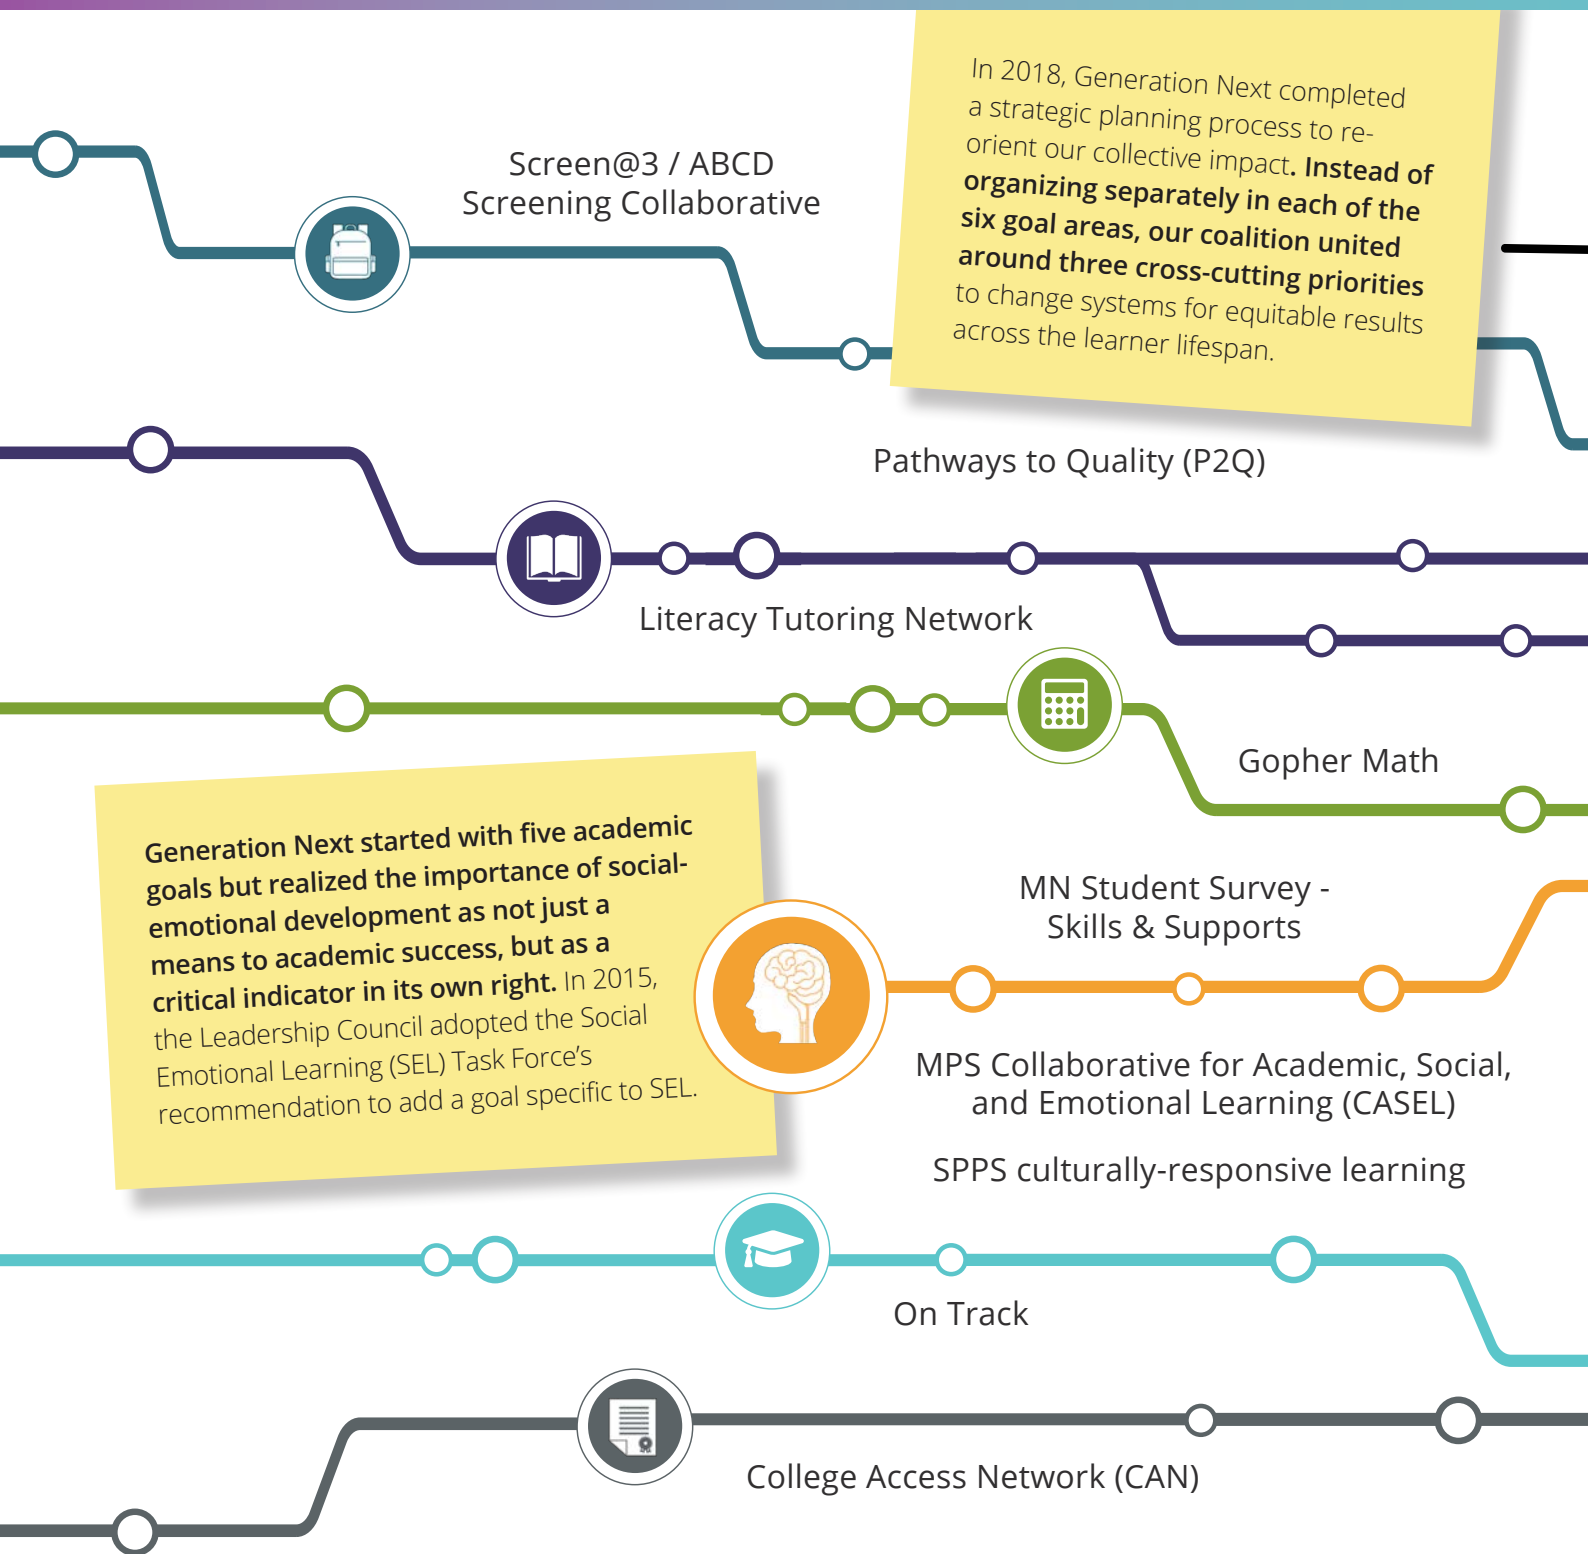 In 2018, Generation Next completed
a strategic planning process to re-
orient our collective impact. Instead of
organizing separately in each of the
six goal areas, our coalition united
around three cross-cutting priorities
to change systems for equitable results
across the learner lifespan.
Screen@3 / ABCD
Screening Collaborative
Pathways to Quality (P2Q)
Literacy Tutoring Network
Gopher Math
Generation Next started with five academic
goals but realized the importance of social-
emotional development as not just a
means to academic success, but as a
critical indicator in its own right. In 2015,
the Leadership Council adopted the Social
Emotional Learning (SEL) Task Force’s
recommendation to add a goal specific to SEL.
MN Student Survey -
Skills & Supports
MPS Collaborative for Academic, Social,
and Emotional Learning (CASEL)
SPPS culturally-responsive learning
On Track
College Access Network (CAN)